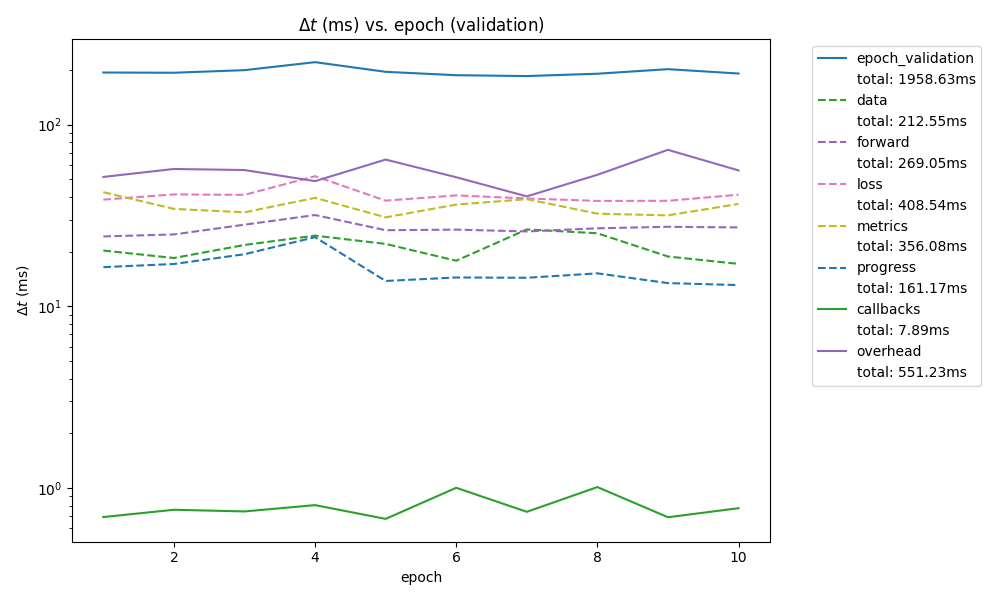 Δt (ms) vs. epoch (validation)
Δt (ms)
10²
10¹
10⁰
2
4
6
8
10
epoch
epoch_validation
total: 1958.63ms
data
total: 212.55ms
forward
total: 269.05ms
loss
total: 408.54ms
metrics
total: 356.08ms
progress
total: 161.17ms
callbacks
total: 7.89ms
overhead
total: 551.23ms